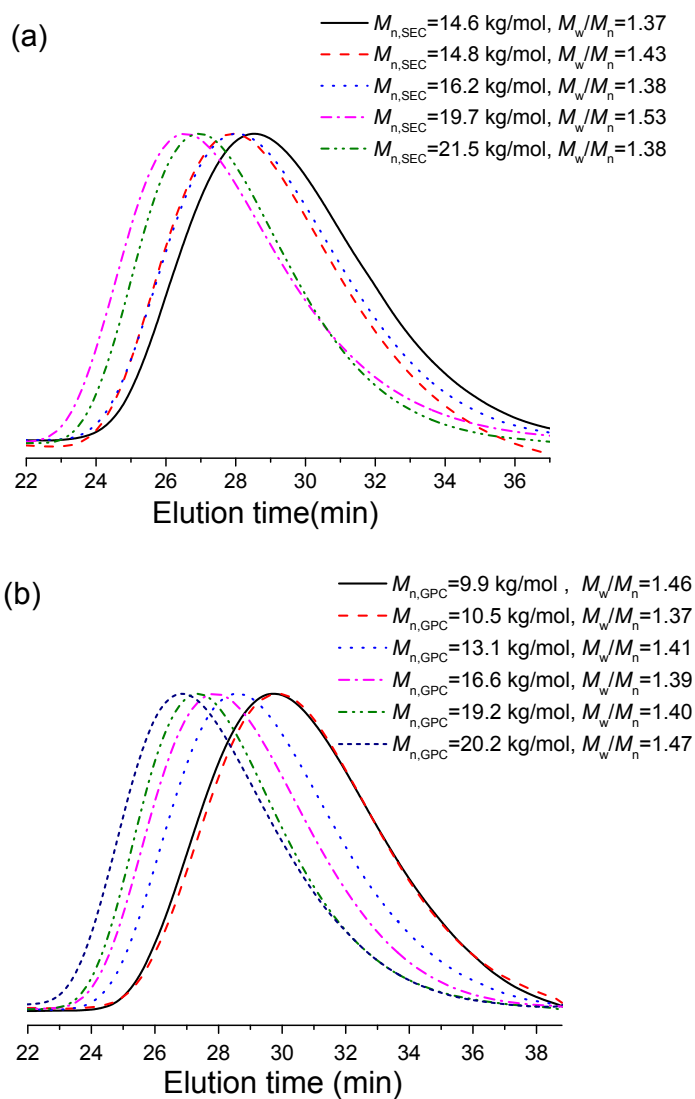 (a)
Mn,SEC=14.6 kg/mol, Mw/Mn=1.37
Mn,SEC=14.8 kg/mol, Mw/Mn=1.43
Mn,SEC=16.2 kg/mol, Mw/Mn=1.38
Mn,SEC=19.7 kg/mol, Mw/Mn=1.53
Mn,SEC=21.5 kg/mol, Mw/Mn=1.38
22 24 26 28 30 32 34 36
Elution time(min)
(b)
Mn,GPC=9.9 kg/mol , Mw/Mn=1.46
Mn,GPC=10.5 kg/mol, Mw/Mn=1.37
Mn,GPC=13.1 kg/mol, Mw/Mn=1.41
Mn,GPC=16.6 kg/mol, Mw/Mn=1.39
Mn,GPC=19.2 kg/mol, Mw/Mn=1.40
Mn,GPC=20.2 kg/mol, Mw/Mn=1.47
22 24 26 28 30 32 34 36 38
Elution time (min)